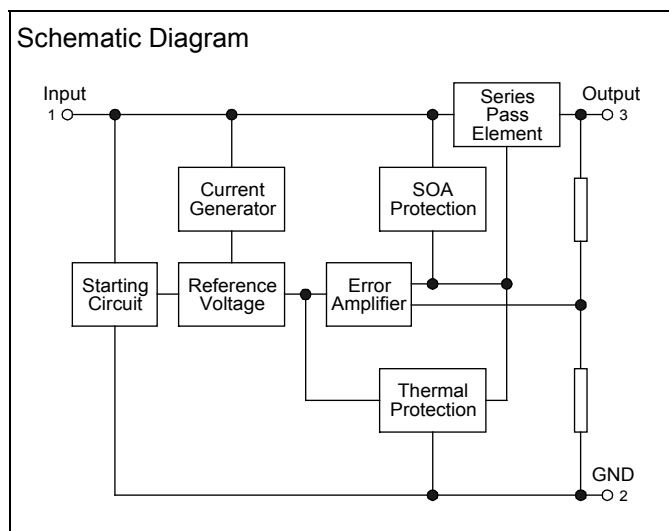 Schematic Diagram
Input
1
Series
Pass
Element
Output
3
Current
Generator
SOA
Protection
Starting
Circuit
Reference
Voltage
Error
Amplifier
Thermal
Protection
GND
2